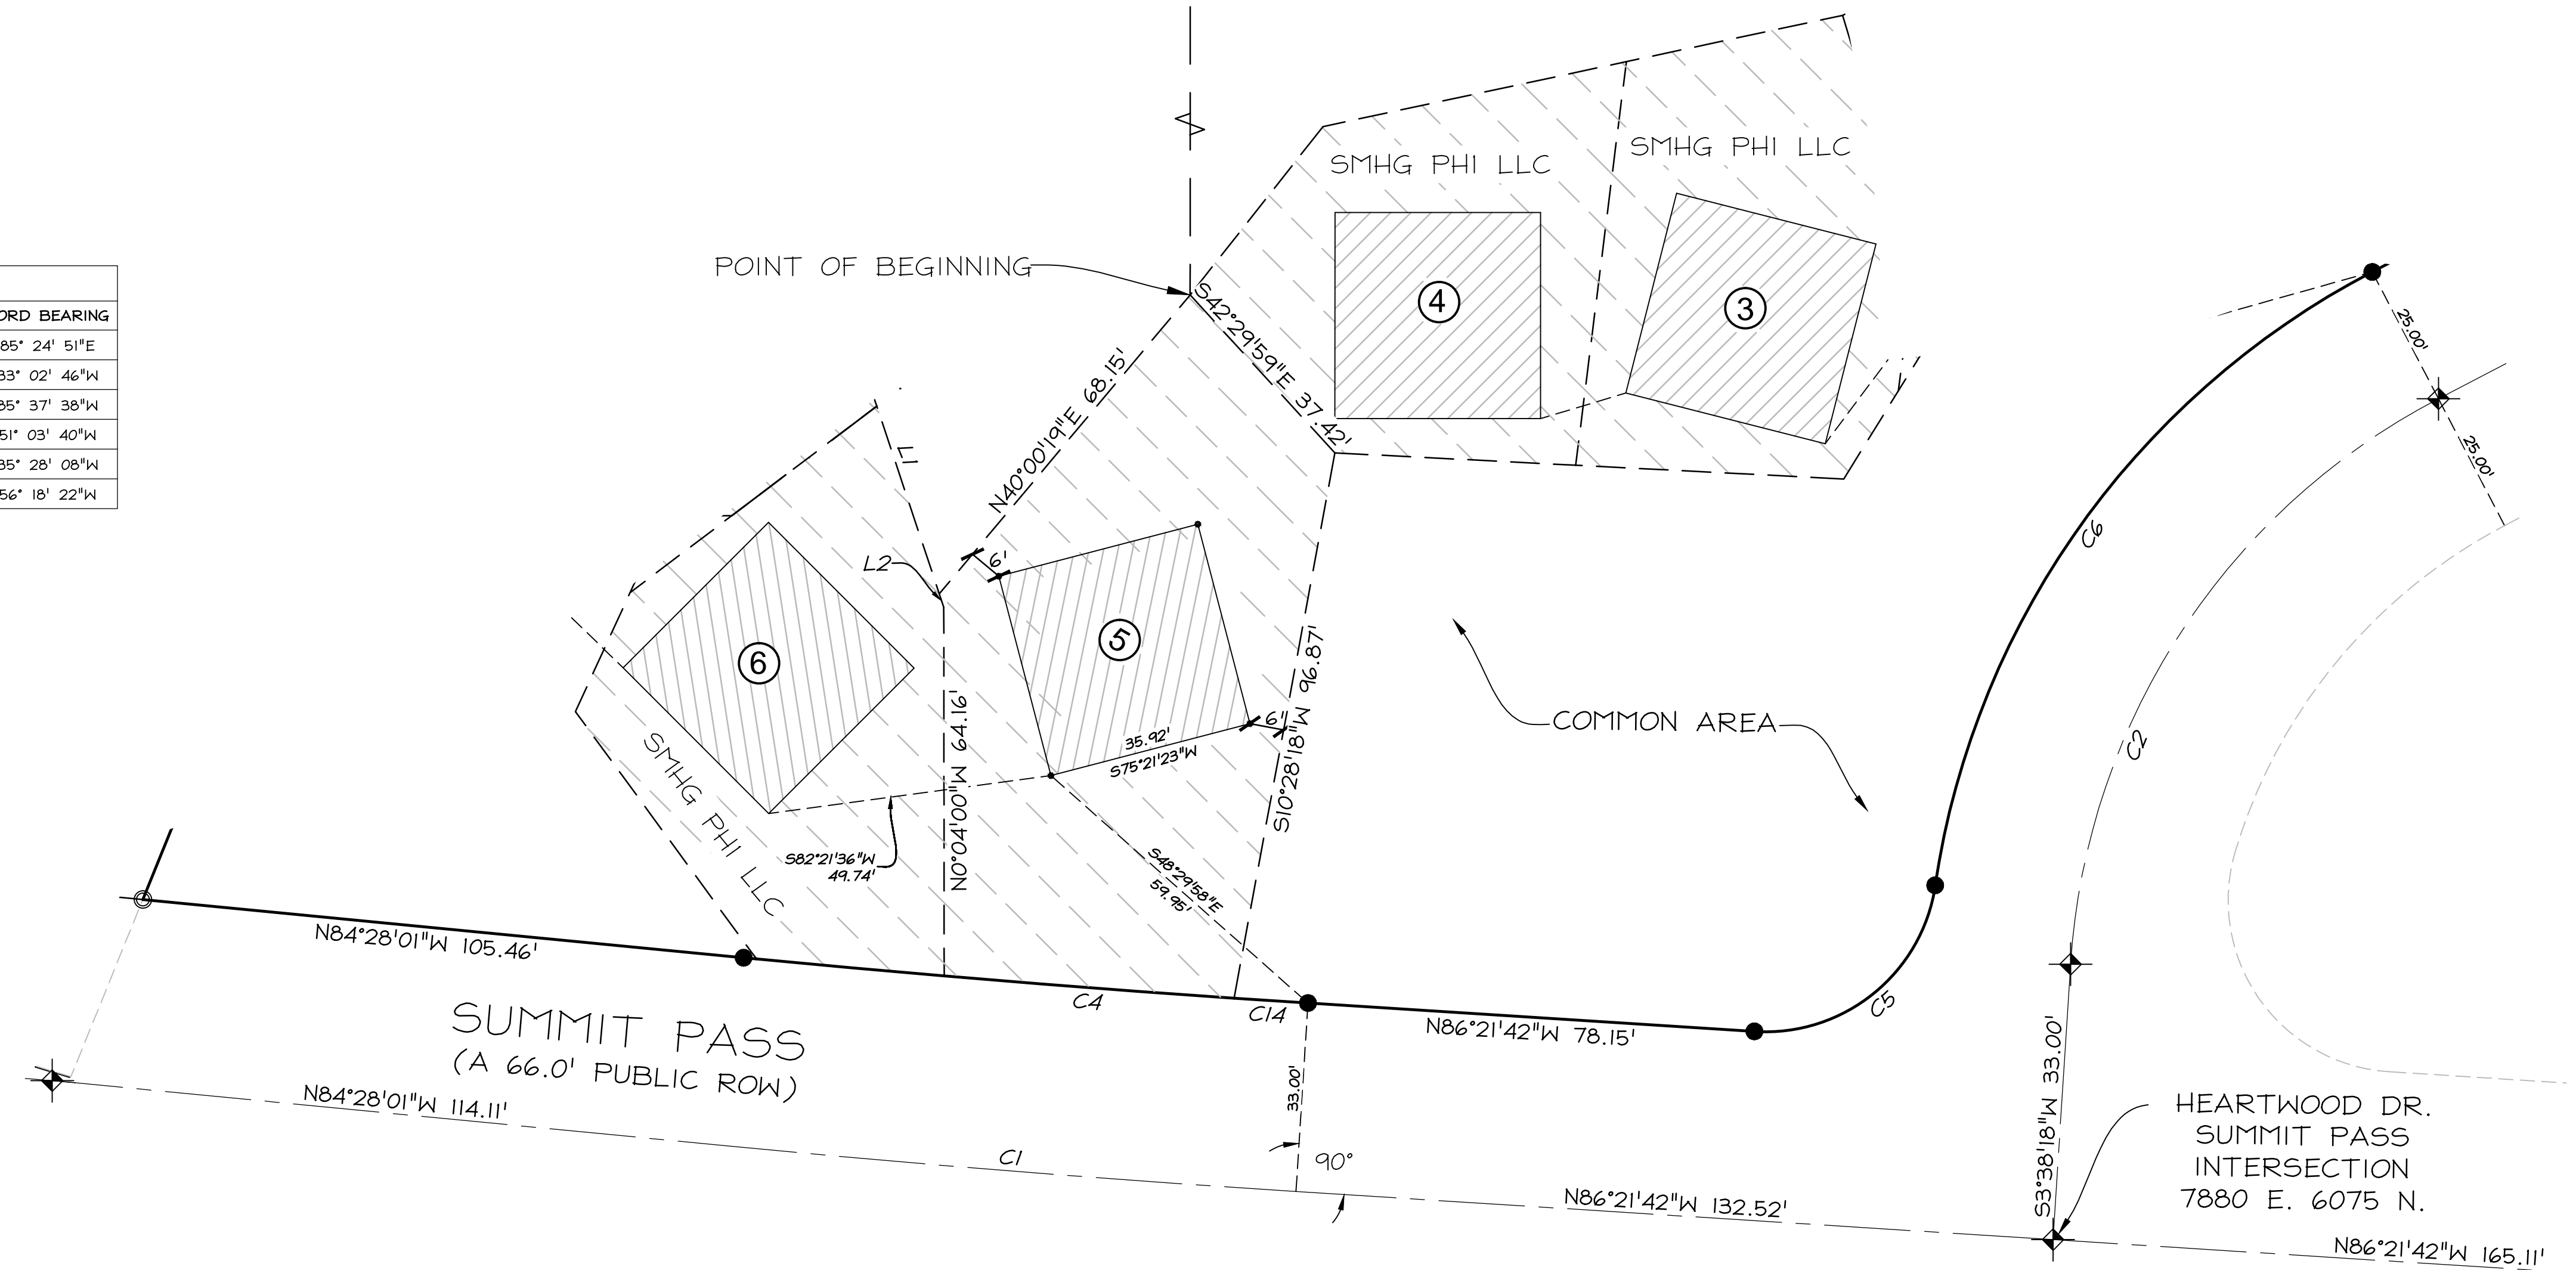 SMHG PHI LLC
SMHG PHI LLC
POINT OF BEGINNING
4
3
S42°29'59"E 37.42'
N40°00'19"E 68.15'
25.00'
25.00'
ORD BEARING
85° 24' 51"E
33° 02' 46"W
35° 37' 38"W
51° 03' 40"W
35° 28' 08"W
56° 18' 22"W
L1
L2
6'
6
5
6'
C6
C2
COMMON AREA
35.92'
S75°21'23"W
S10°28'18"W 96.87'
N0°04'00"W 64.16'
SMHG PHI LLC
S82°21'36"W
49.74'
S48°29'58"E
59.95'
N84°28'01"W 105.46'
C4
C14
N86°21'42"W 78.15'
C5
SUMMIT PASS
(A 66.0' PUBLIC ROW)
N84°28'01"W 114.11'
C1
33.00'
90°
S3°38'18"W 33.00'
HEARTWOOD DR.
SUMMIT PASS
INTERSECTION
7880 E. 6075 N.
N86°21'42"W 132.52'
N86°21'42"W 165.11'